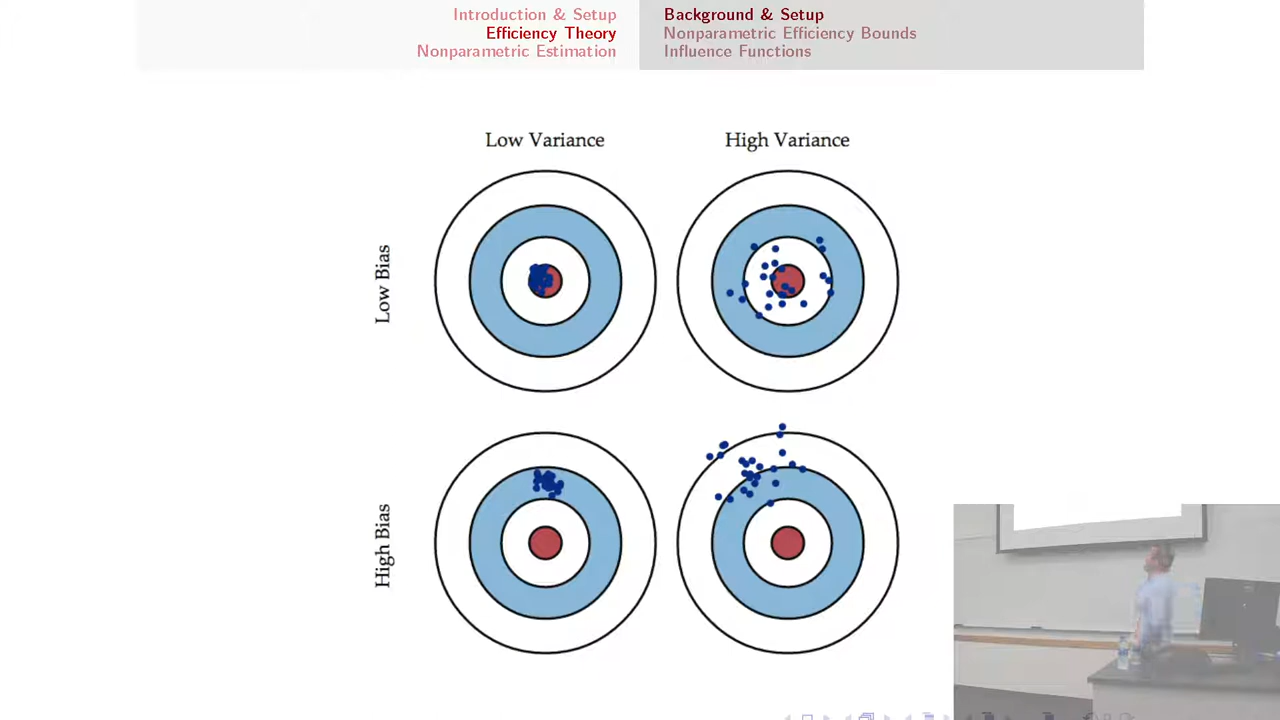 Introduction & Setup
Efficiency Theory
Nonparametric Estimation
Background & Setup
Nonparametric Efficiency Bounds
Influence Functions
Low Variance
High Variance
Low Bias
High Bias